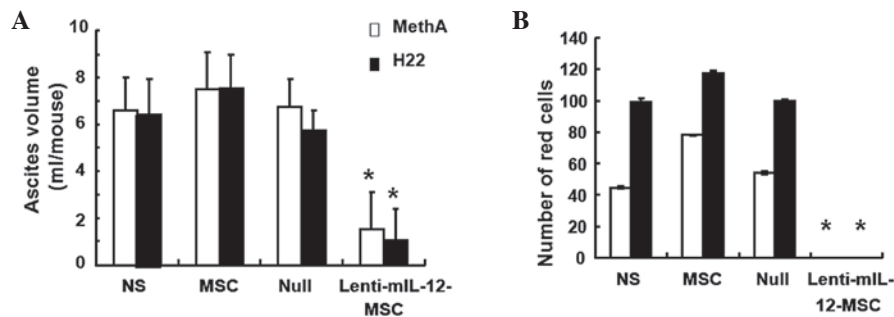 A
Ascites volume
(ml/mouse)
10
8
6
4
2
0
MethA
H22
*
*
NS
MSC
Null
Lenti-mIL-12-
MSC
B
Number of red cells
140
120
100
80
60
40
20
0
*
*
NS
MSC
Null
Lenti-mIL-
12-MSC